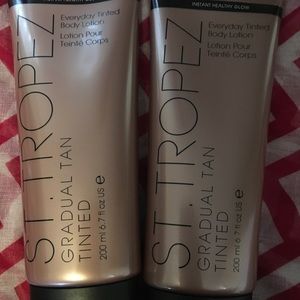 Everyday Tinted
Body Lotion
Lotion Pour
Teinté Corps
ST.TROPEZ
GRADUAL TAN
TINTED
200 ml 6.7 fl oz US e
INSTANT HEALTHY GLOW
Everyday Tinted
Body Lotion
Lotion Pour
Teinté Corps
ST.TROPEZ
GRADUAL TAN
TINTED
200 ml 6.7 fl oz US e